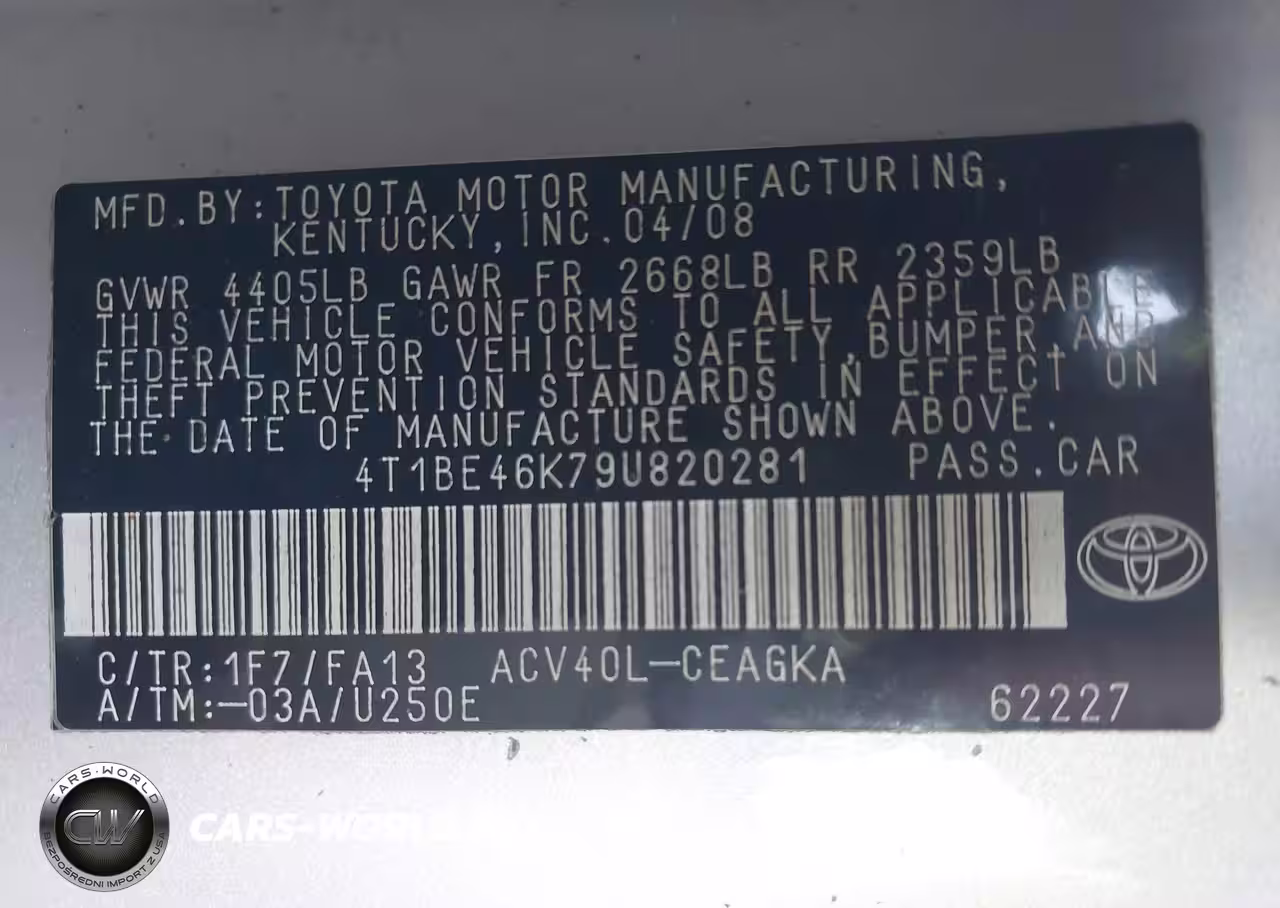 MFD.BY:TOYOTA MOTOR MANUFACTURING,
KENTUCKY,INC.04/08
GVWR 4405LB GAWR FR 2668LB RR 2359LB
THIS VEHICLE CONFORMS TO ALL APPLICABLE
FEDERAL MOTOR VEHICLE SAFETY,BUMPER,AND
THEFT PREVENTION STANDARDS IN EFFECT ON
THE DATE OF MANUFACTURE SHOWN ABOVE.
4T1BE46K79U820281 PASS.CAR
C/TR:1F7/FA13 ACV40L-CEAGKA
A/TM:-03A/U250E 62227
CARS-WORLD
CW
BEZPOŚREDNI IMPORT Z USA